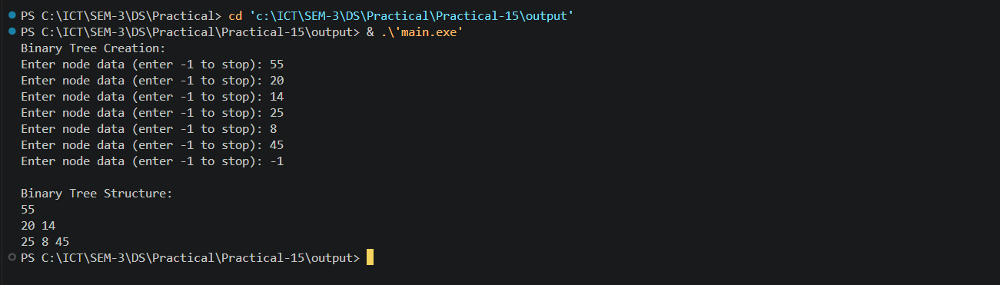 PS C:\ICT\SEM-3\DS\Practical> cd 'c:\ICT\SEM-3\DS\Practical\Practical-15\output'
PS C:\ICT\SEM-3\DS\Practical\Practical-15\output> & .\'main.exe'
Binary Tree Creation:
Enter node data (enter -1 to stop): 55
Enter node data (enter -1 to stop): 20
Enter node data (enter -1 to stop): 14
Enter node data (enter -1 to stop): 25
Enter node data (enter -1 to stop): 8
Enter node data (enter -1 to stop): 45
Enter node data (enter -1 to stop): -1
Binary Tree Structure:
55
20 14
25 8 45
PS C:\ICT\SEM-3\DS\Practical\Practical-15\output>